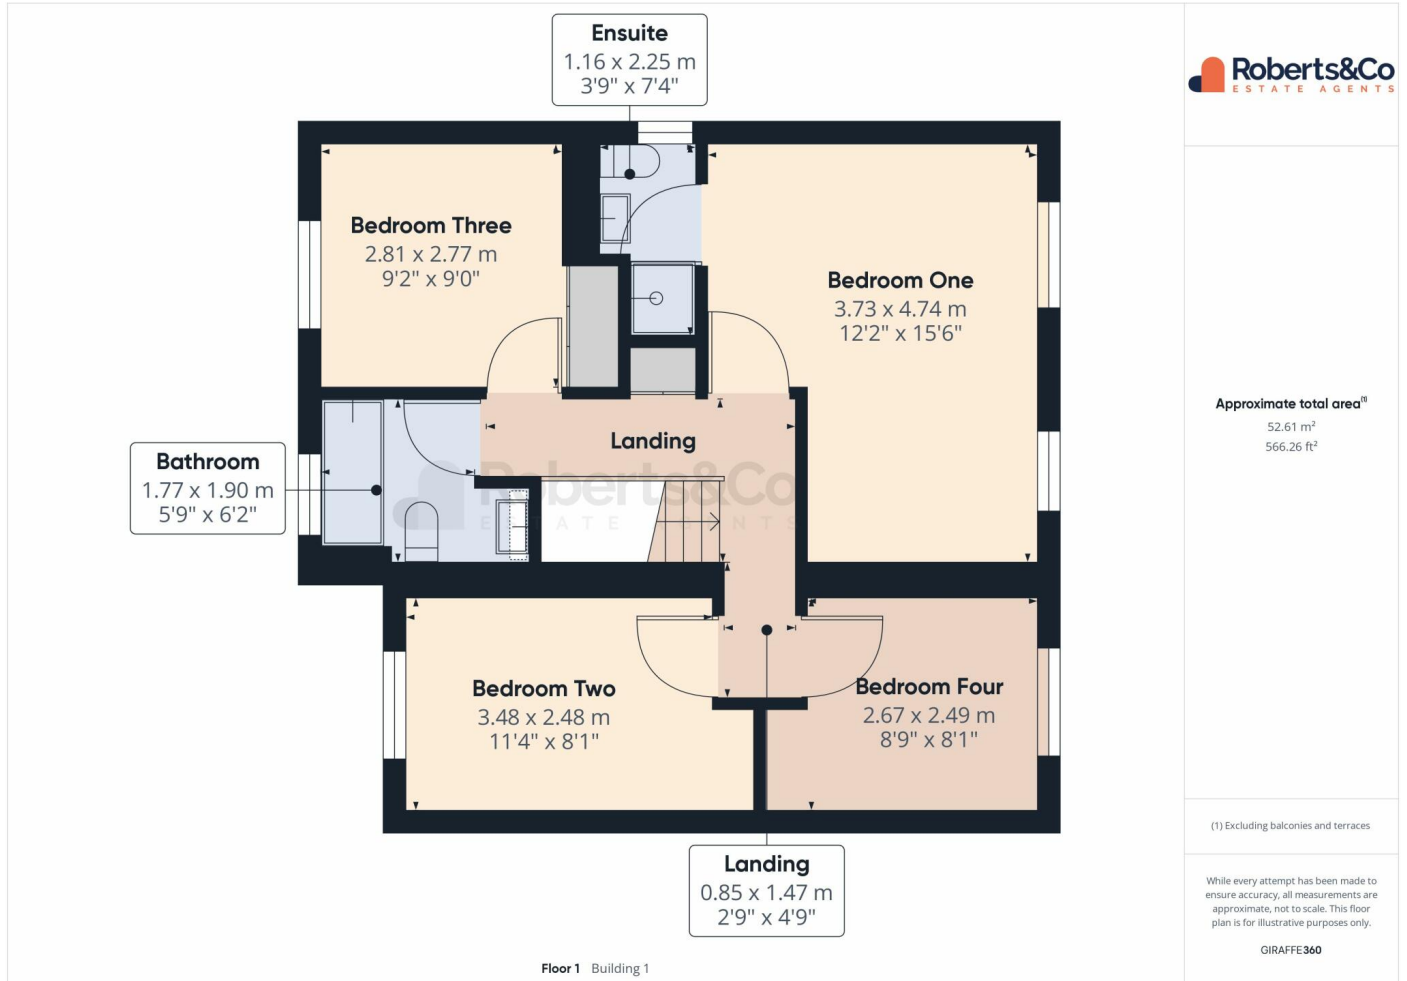 Ensuite
1.16 x 2.25 m
3'9" x 7'4"
Roberts&Co
ESTATE AGENTS
Bedroom Three
2.81 x 2.77 m
9'2" x 9'0"
Bedroom One
3.73 x 4.74 m
12'2" x 15'6"
Approximate total area(1)
52.61 m²
566.26 ft²
Landing
Bathroom
1.77 x 1.90 m
5'9" x 6'2"
Roberts&Co
ESTATE AGENTS
Bedroom Two
3.48 x 2.48 m
11'4" x 8'1"
Bedroom Four
2.67 x 2.49 m
8'9" x 8'1"
Landing
0.85 x 1.47 m
2'9" x 4'9"
(1) Excluding balconies and terraces
While every attempt has been made to
ensure accuracy, all measurements are
approximate, not to scale. This floor
plan is for illustrative purposes only.
GIRAFFE360
Floor 1 Building 1